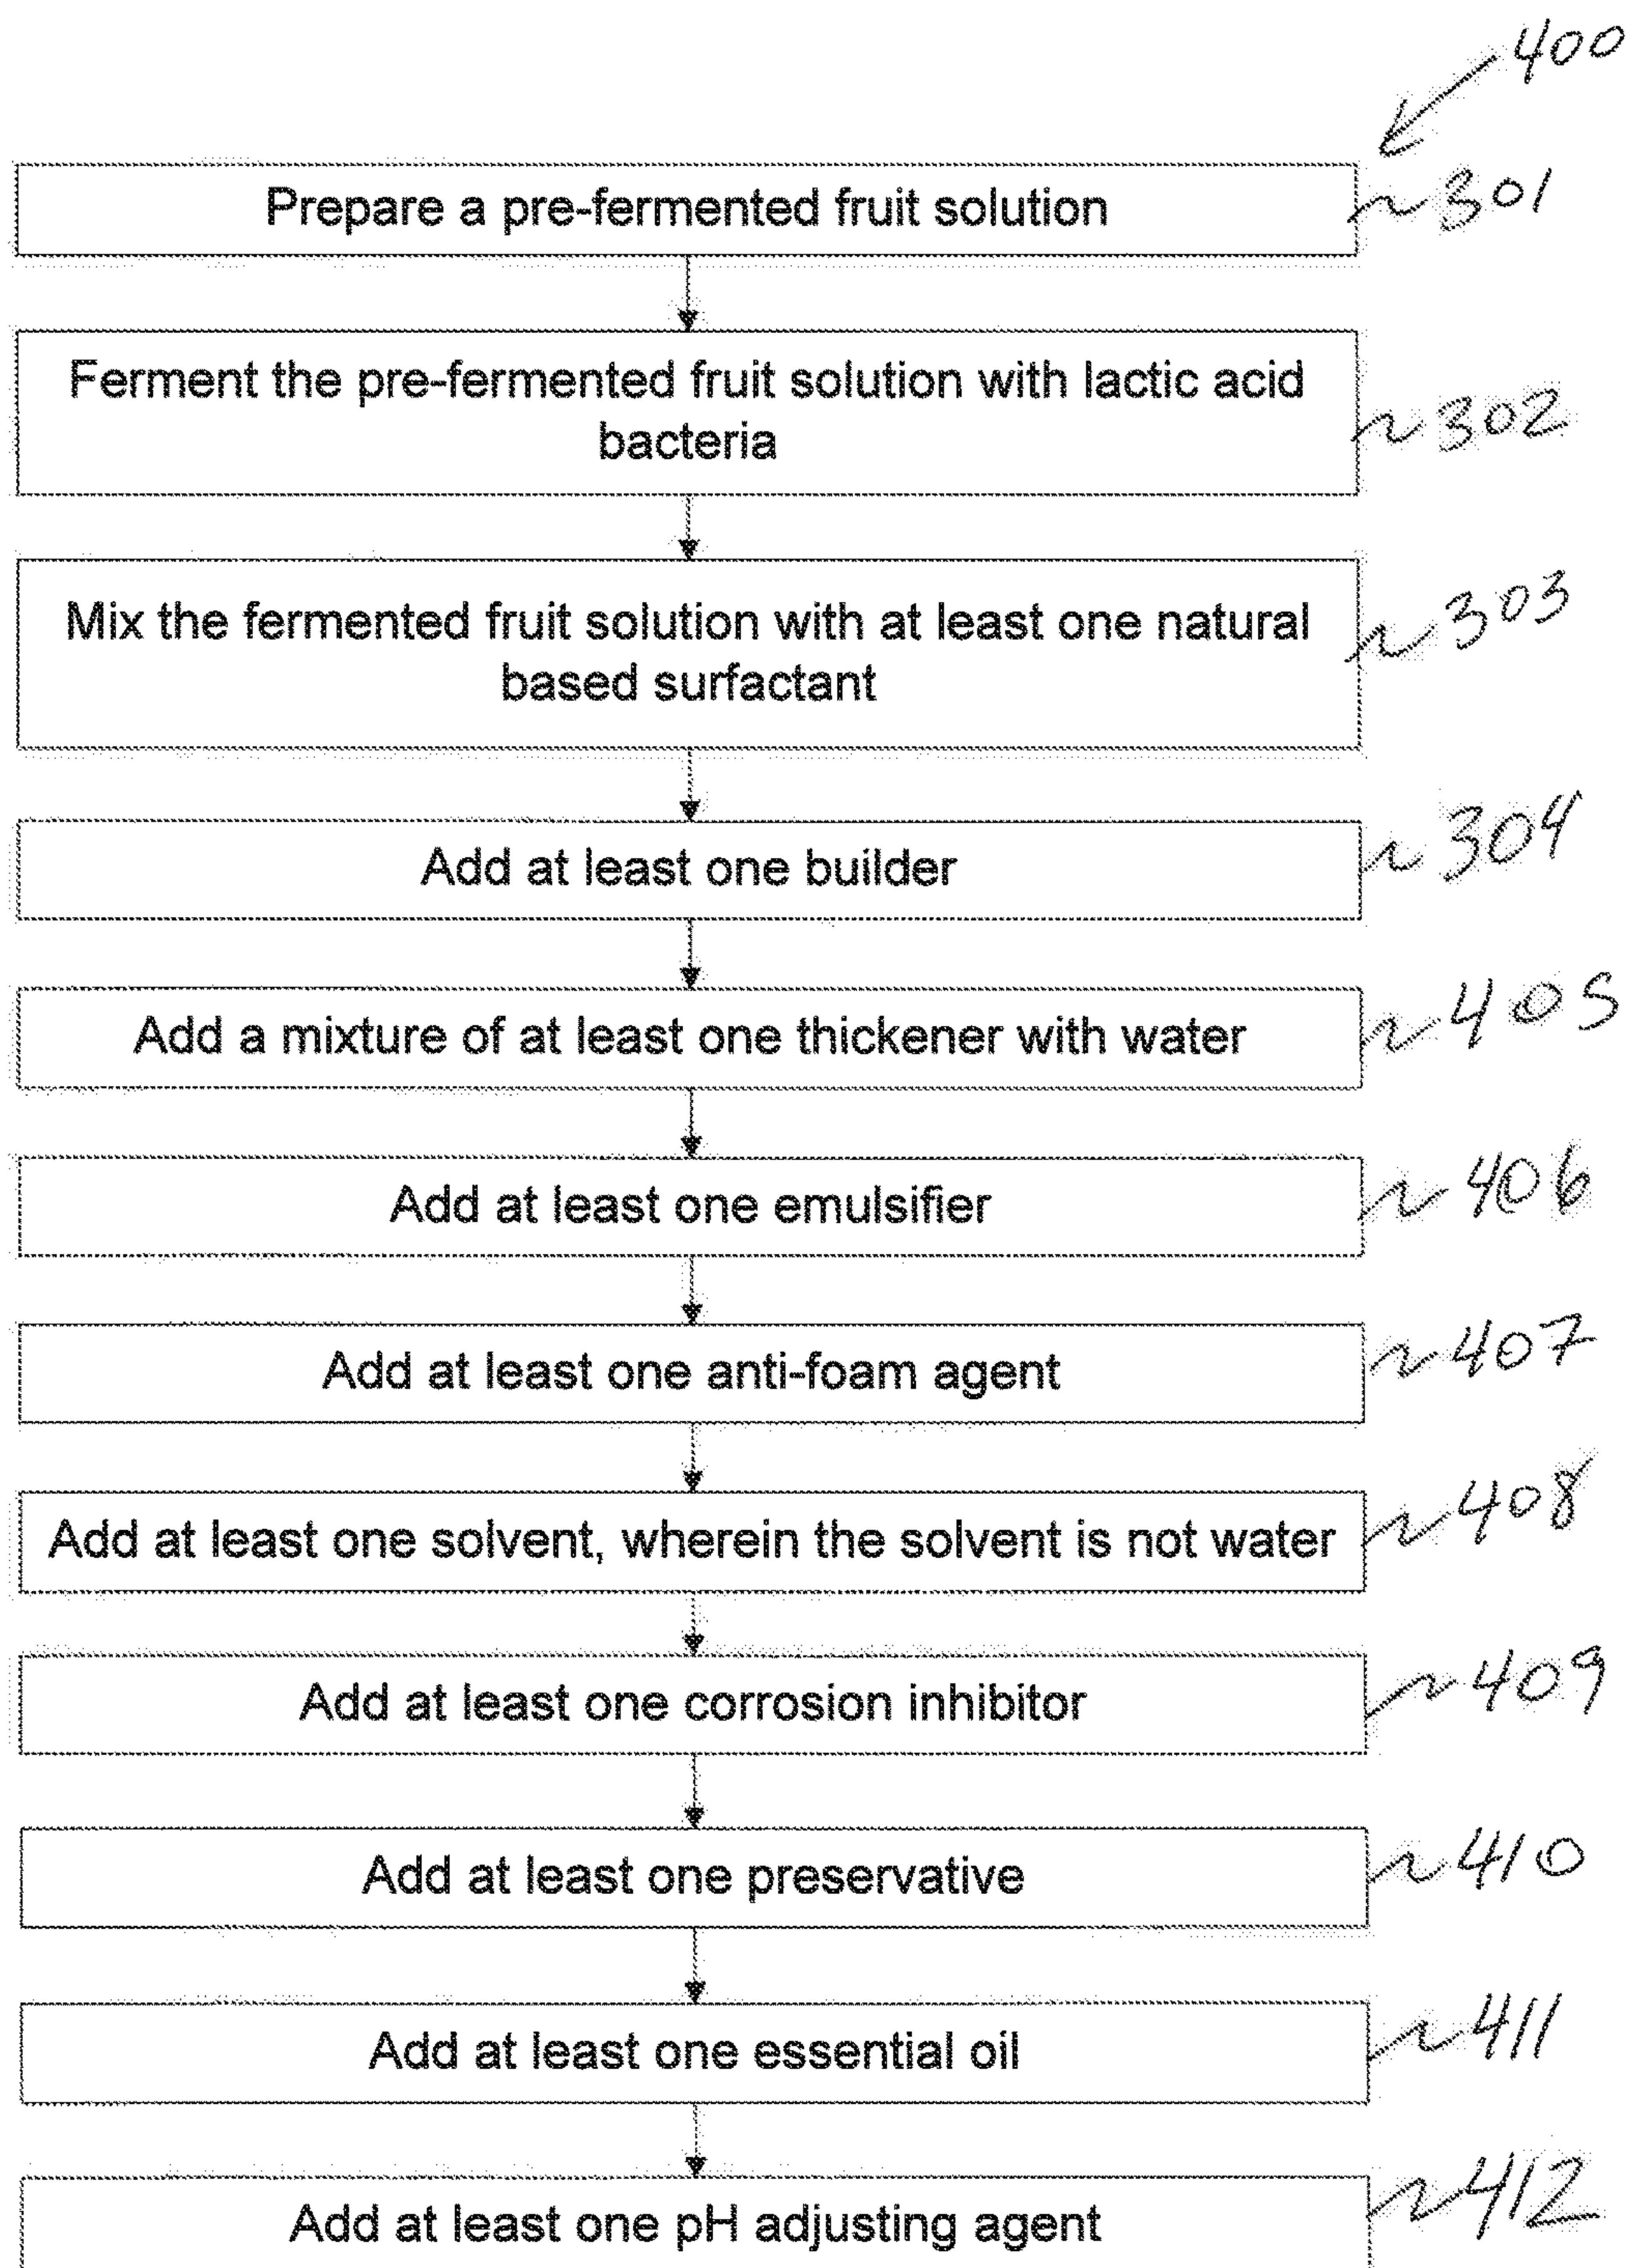 400
Prepare a pre-fermented fruit solution
301
Ferment the pre-fermented fruit solution with lactic acid
bacteria
302
Mix the fermented fruit solution with at least one natural
based surfactant
303
Add at least one builder
304
Add a mixture of at least one thickener with water
405
Add at least one emulsifier
406
Add at least one anti-foam agent
407
Add at least one solvent, wherein the solvent is not water
408
Add at least one corrosion inhibitor
409
Add at least one preservative
410
Add at least one essential oil
411
Add at least one pH adjusting agent
412